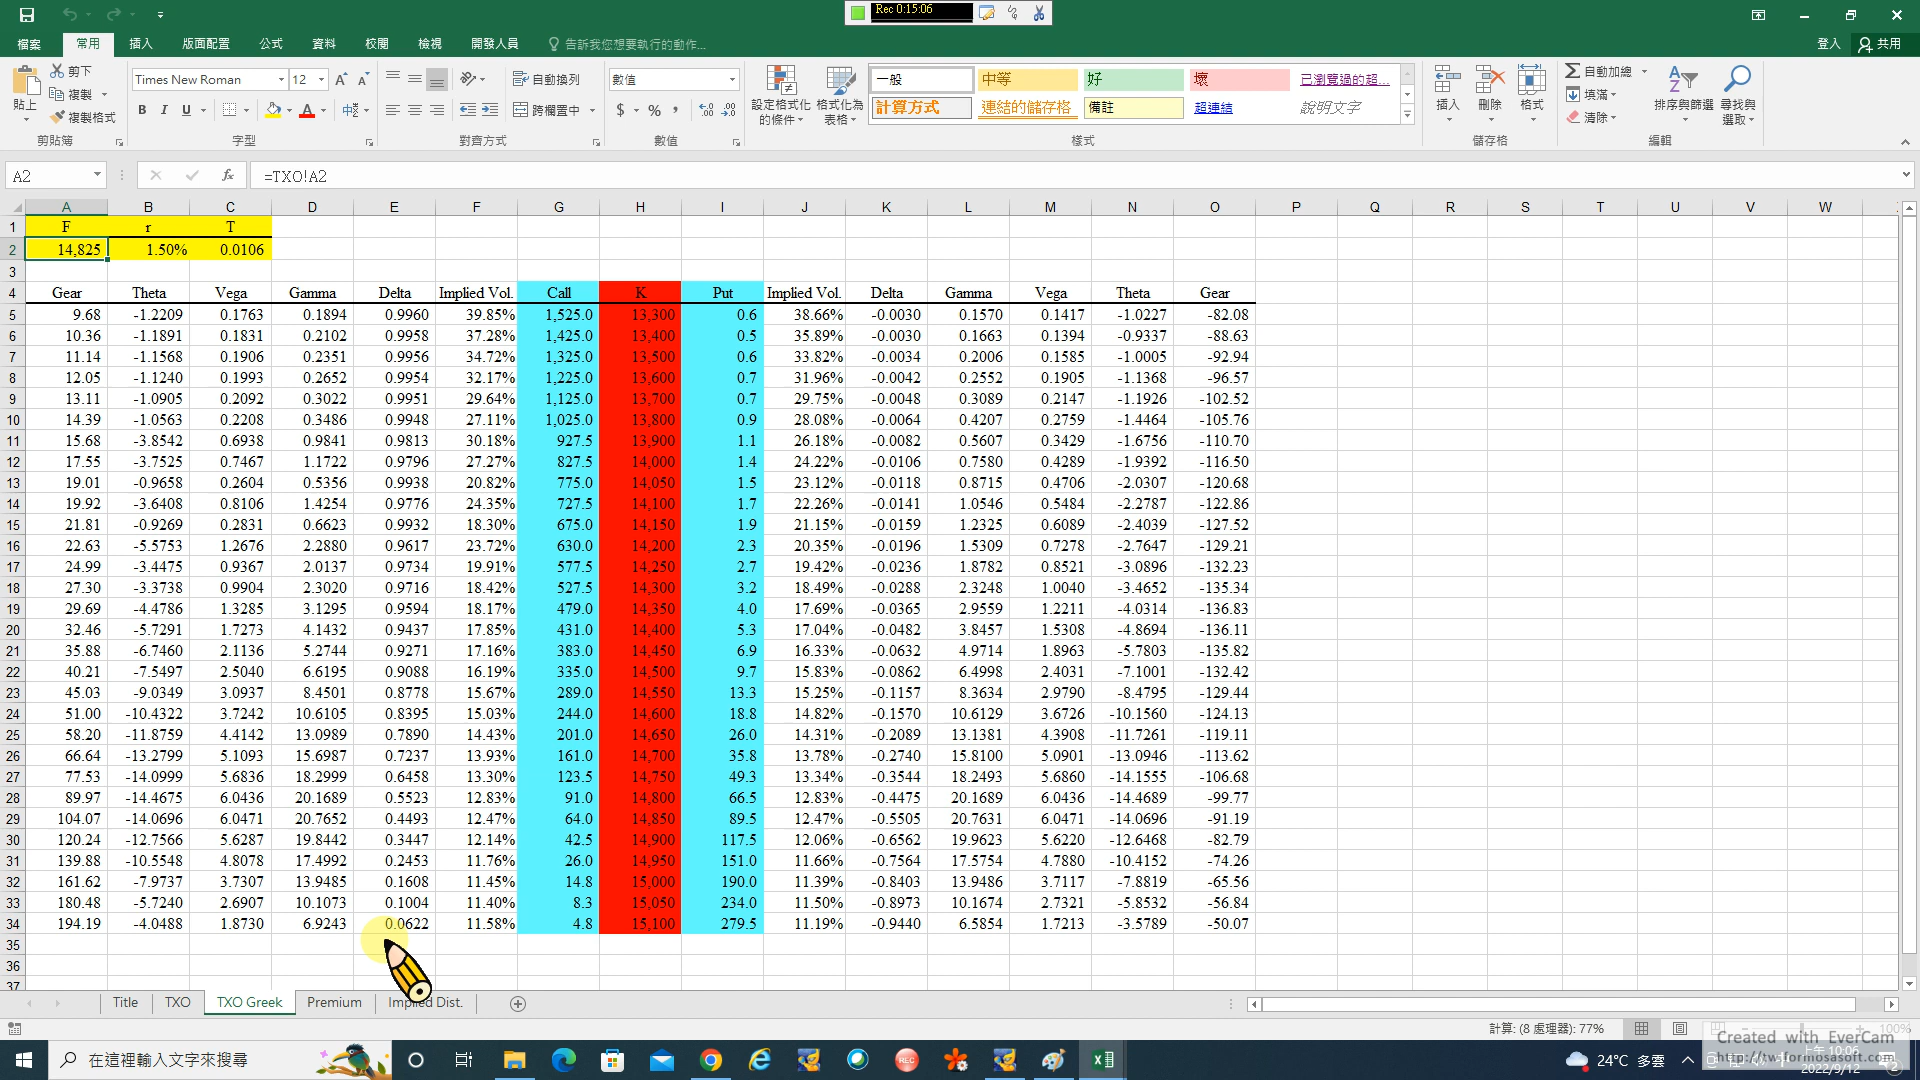 Rec 0:15:06
檔案 常用 插入 版面配置 公式 資料 校閱 檢視 開發人員 告訴我您想要執行的動作... 登入 共用
貼上 剪下 複製 複製格式 剪貼簿
Times New Roman 12 B I U A 字型
自動換列 跨欄置中 對齊方式
數值 $ % , 數值
設定格式化的條件 格式化為表格
一般 中等 好 壞 已瀏覽過的超...
計算方式 連結的儲存格 備註 超連結 說明文字
樣式
插入 刪除 格式 儲存格
自動加總 填滿 清除 排序與篩選 尋找與選取 編輯
A2 fx =TXO!A2
A B C D E F G H I J K L M N O P Q R S T U V W
1 F r T
2 14,825 1.50% 0.0106
3
4 Gear Theta Vega Gamma Delta Implied Vol. Call K Put Implied Vol. Delta Gamma Vega Theta Gear
5 9.68 -1.2209 0.1763 0.1894 0.9960 39.85% 1,525.0 13,300 0.6 38.66% -0.0030 0.1570 0.1417 -1.0227 -82.08
6 10.36 -1.1891 0.1831 0.2102 0.9958 37.28% 1,425.0 13,400 0.5 35.89% -0.0030 0.1663 0.1394 -0.9337 -88.63
7 11.14 -1.1568 0.1906 0.2351 0.9956 34.72% 1,325.0 13,500 0.6 33.82% -0.0034 0.2006 0.1585 -1.0005 -92.94
8 12.05 -1.1240 0.1993 0.2652 0.9954 32.17% 1,225.0 13,600 0.7 31.96% -0.0042 0.2552 0.1905 -1.1368 -96.57
9 13.11 -1.0905 0.2092 0.3022 0.9951 29.64% 1,125.0 13,700 0.7 29.75% -0.0048 0.3089 0.2147 -1.1926 -102.52
10 14.39 -1.0563 0.2208 0.3486 0.9948 27.11% 1,025.0 13,800 0.9 28.08% -0.0064 0.4207 0.2759 -1.4464 -105.76
11 15.68 -3.8542 0.6938 0.9841 0.9813 30.18% 927.5 13,900 1.1 26.18% -0.0082 0.5607 0.3429 -1.6756 -110.70
12 17.55 -3.7525 0.7467 1.1722 0.9796 27.27% 827.5 14,000 1.4 24.22% -0.0106 0.7580 0.4289 -1.9392 -116.50
13 19.01 -0.9658 0.2604 0.5356 0.9938 20.82% 775.0 14,050 1.5 23.12% -0.0118 0.8715 0.4706 -2.0307 -120.68
14 19.92 -3.6408 0.8106 1.4254 0.9776 24.35% 727.5 14,100 1.7 22.26% -0.0141 1.0546 0.5484 -2.2787 -122.86
15 21.81 -0.9269 0.2831 0.6623 0.9932 18.30% 675.0 14,150 1.9 21.15% -0.0159 1.2325 0.6089 -2.4039 -127.52
16 22.63 -5.5753 1.2676 2.2880 0.9617 23.72% 630.0 14,200 2.3 20.35% -0.0196 1.5309 0.7278 -2.7647 -129.21
17 24.99 -3.4475 0.9367 2.0137 0.9734 19.91% 577.5 14,250 2.7 19.42% -0.0236 1.8782 0.8521 -3.0896 -132.23
18 27.30 -3.3738 0.9904 2.3020 0.9716 18.42% 527.5 14,300 3.2 18.49% -0.0288 2.3248 1.0040 -3.4652 -135.34
19 29.69 -4.4786 1.3285 3.1295 0.9594 18.17% 479.0 14,350 4.0 17.69% -0.0365 2.9559 1.2211 -4.0314 -136.83
20 32.46 -5.7291 1.7273 4.1432 0.9437 17.85% 431.0 14,400 5.3 17.04% -0.0482 3.8457 1.5308 -4.8694 -136.11
21 35.88 -6.7460 2.1136 5.2744 0.9271 17.16% 383.0 14,450 6.9 16.33% -0.0632 4.9714 1.8963 -5.7803 -135.82
22 40.21 -7.5497 2.5040 6.6195 0.9088 16.19% 335.0 14,500 9.7 15.83% -0.0862 6.4998 2.4031 -7.1001 -132.42
23 45.03 -9.0349 3.0937 8.4501 0.8778 15.67% 289.0 14,550 13.3 15.25% -0.1157 8.3634 2.9790 -8.4795 -129.44
24 51.00 -10.4322 3.7242 10.6105 0.8395 15.03% 244.0 14,600 18.8 14.82% -0.1570 10.6129 3.6726 -10.1560 -124.13
25 58.20 -11.8759 4.4142 13.0989 0.7890 14.43% 201.0 14,650 26.0 14.31% -0.2089 13.1381 4.3908 -11.7261 -119.11
26 66.64 -13.2799 5.1093 15.6987 0.7237 13.93% 161.0 14,700 35.8 13.78% -0.2740 15.8100 5.0901 -13.0946 -113.62
27 77.53 -14.0999 5.6836 18.2999 0.6458 13.30% 123.5 14,750 49.3 13.34% -0.3544 18.2493 5.6860 -14.1555 -106.68
28 89.97 -14.4675 6.0436 20.1689 0.5523 12.83% 91.0 14,800 66.5 12.83% -0.4475 20.1689 6.0436 -14.4689 -99.77
29 104.07 -14.0696 6.0471 20.7652 0.4493 12.47% 64.0 14,850 89.5 12.47% -0.5505 20.7631 6.0471 -14.0696 -91.19
30 120.24 -12.7566 5.6287 19.8442 0.3447 12.14% 42.5 14,900 117.5 12.06% -0.6562 19.9623 5.6220 -12.6468 -82.79
31 139.88 -10.5548 4.8078 17.4992 0.2453 11.76% 26.0 14,950 151.0 11.66% -0.7564 17.5754 4.7880 -10.4152 -74.26
32 161.62 -7.9737 3.7307 13.9485 0.1608 11.45% 14.8 15,000 190.0 11.39% -0.8403 13.9486 3.7117 -7.8819 -65.56
33 180.48 -5.7240 2.6907 10.1073 0.1004 11.40% 8.3 15,050 234.0 11.50% -0.8973 10.1674 2.7321 -5.8532 -56.84
34 194.19 -4.0488 1.8730 6.9243 0.0622 11.58% 4.8 15,100 279.5 11.19% -0.9440 6.5854 1.7213 -3.5789 -50.07
35
36
37
Title TXO TXO Greek Premium Implied Dist.
計算: (8 處理器): 77% 100%
Created with EverCam
http://tw.formosasoft.com
在這裡輸入文字來搜尋 REC 24°C 多雲 上午 10:06
2022/9/12